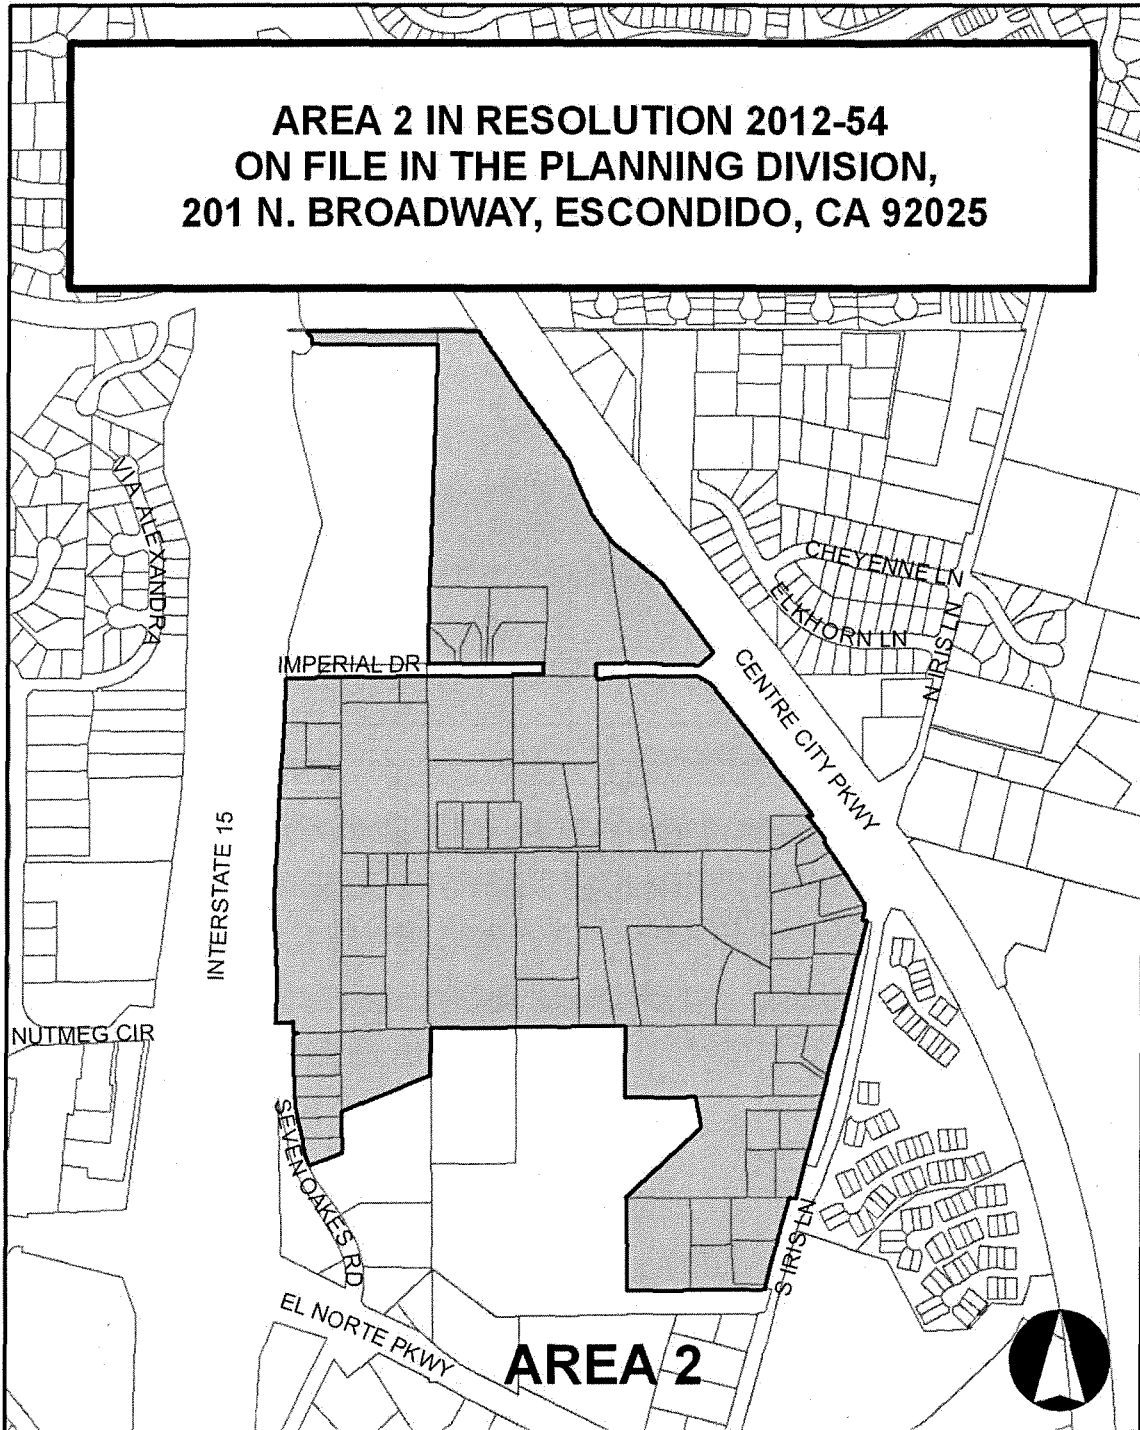 AREA 2 IN RESOLUTION 2012-54
ON FILE IN THE PLANNING DIVISION,
201 N. BROADWAY, ESCONDIDO, CA 92025
VIA ALEXANDRA
CHEYENNE LN
ELKHORN LN
N IRIS LN
IMPERIAL DR
CENTRE CITY PKWY
INTERSTATE 15
NUTMEG CIR
SEVEN OAKES RD
S IRIS LN
EL NORTE PKWY
AREA 2